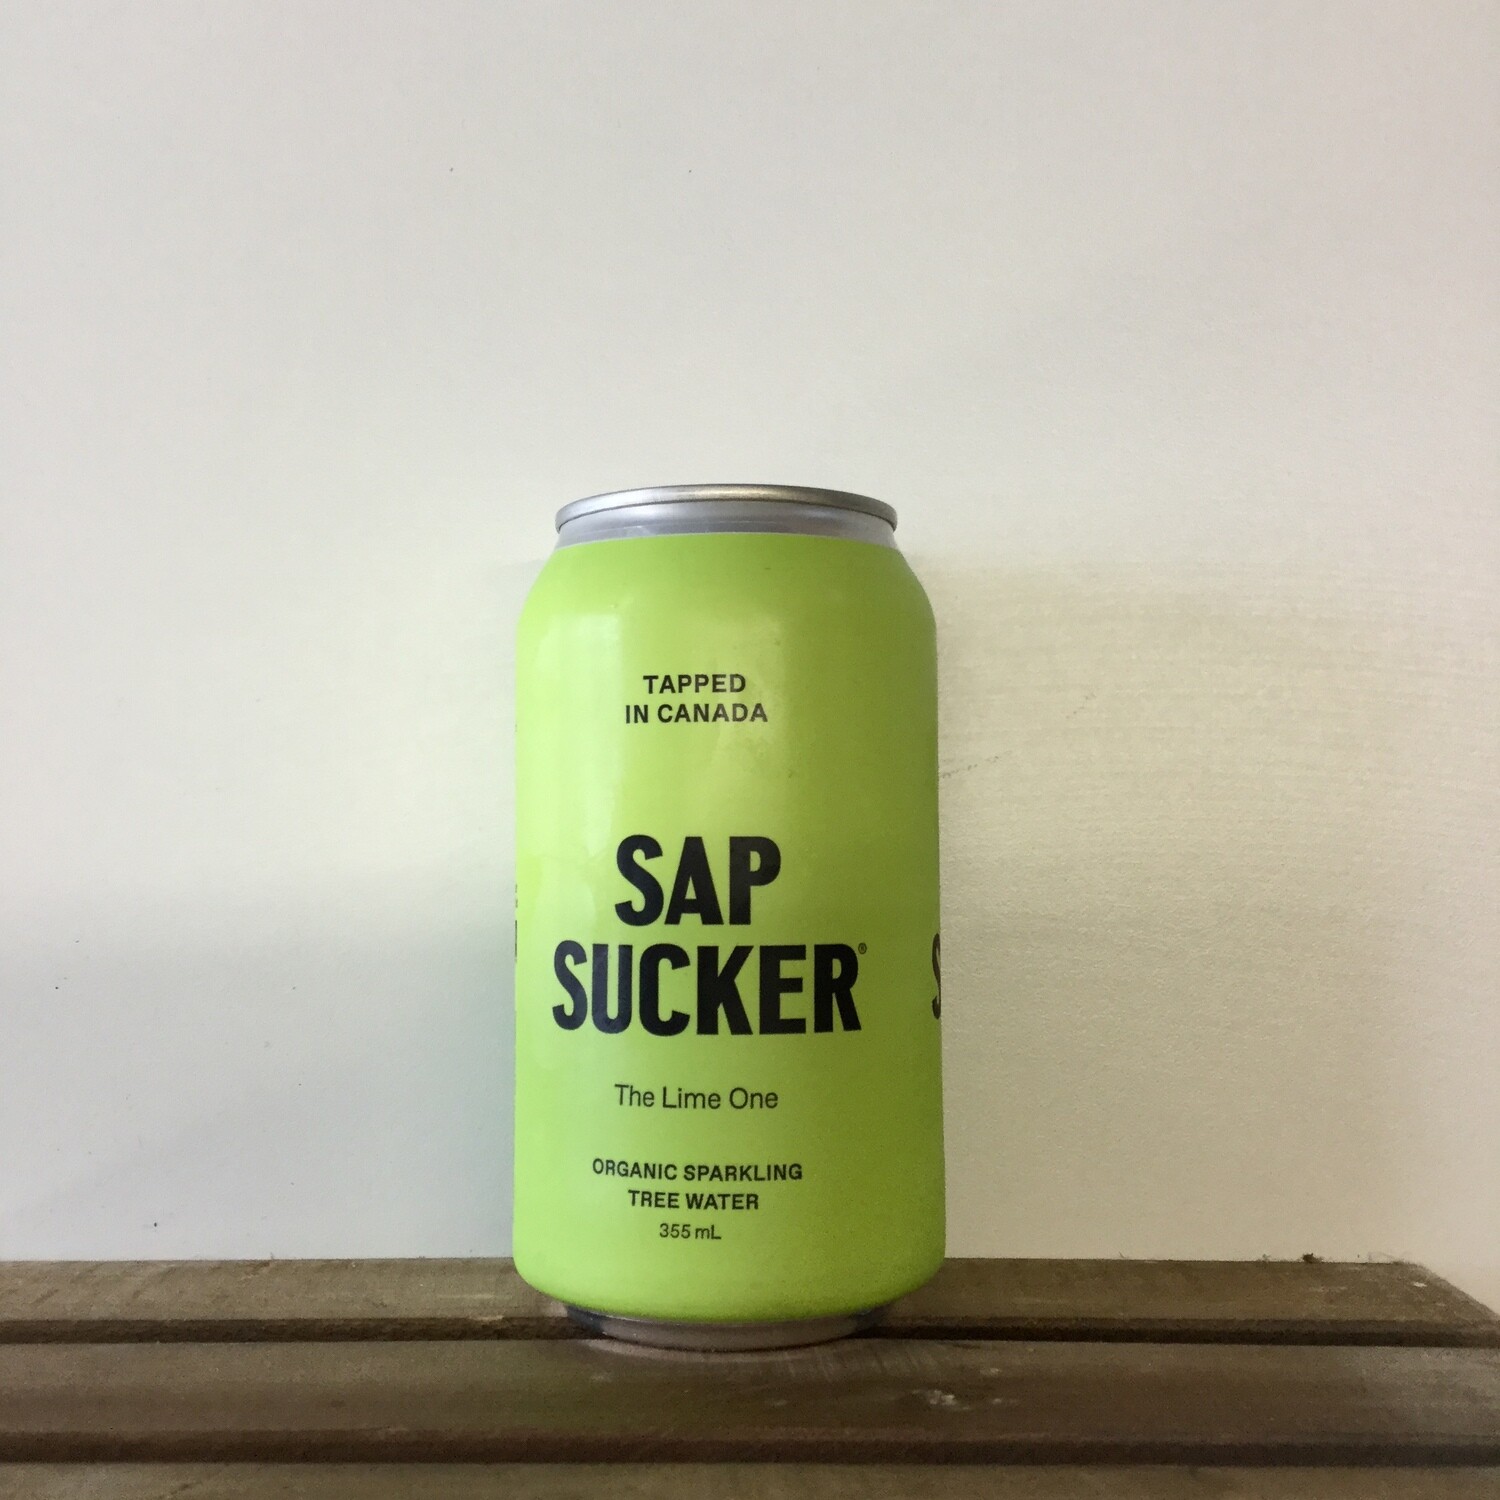 TAPPED
IN CANADA
SAP
SUCKER®
The Lime One
ORGANIC SPARKLING
TREE WATER
355 mL